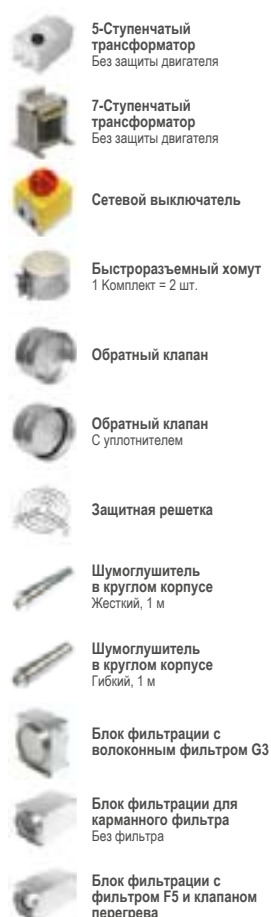 5-Ступенчатый
трансформатор
Без защиты двигателя
7-Ступенчатый
трансформатор
Без защиты двигателя
Сетевой выключатель
Быстроразъемный хомут
1 Комплект = 2 шт.
Обратный клапан
Обратный клапан
С уплотнителем
Защитная решетка
Шумоглушитель
в круглом корпусе
Жесткий, 1 м
Шумоглушитель
в круглом корпусе
Гибкий, 1 м
Блок фильтрации с
волоконным фильтром G3
Блок фильтрации для
карманного фильтра
Без фильтра
Блок фильтрации с
фильтром F5 и клапаном
перегрева